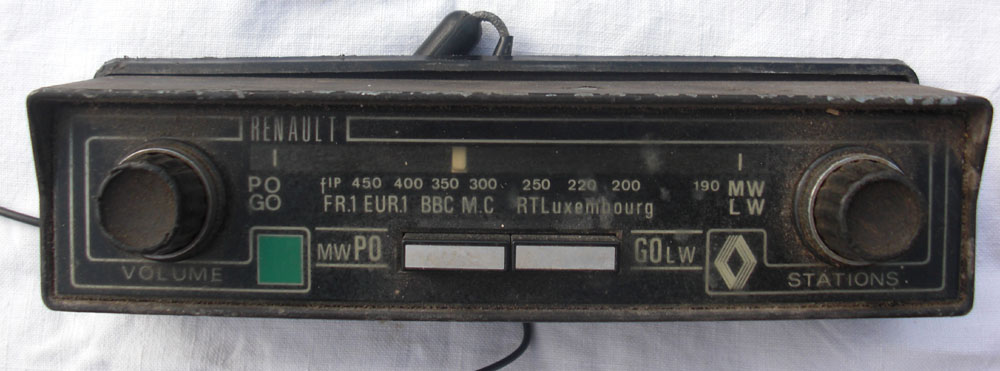 RENAULT
PO fIP 450 400 350 300 250 220 200 190 MW
GO FR.1 EUR.1 BBC M.C RTLuxembourg LW
MW PO GO LW
VOLUME STATIONS